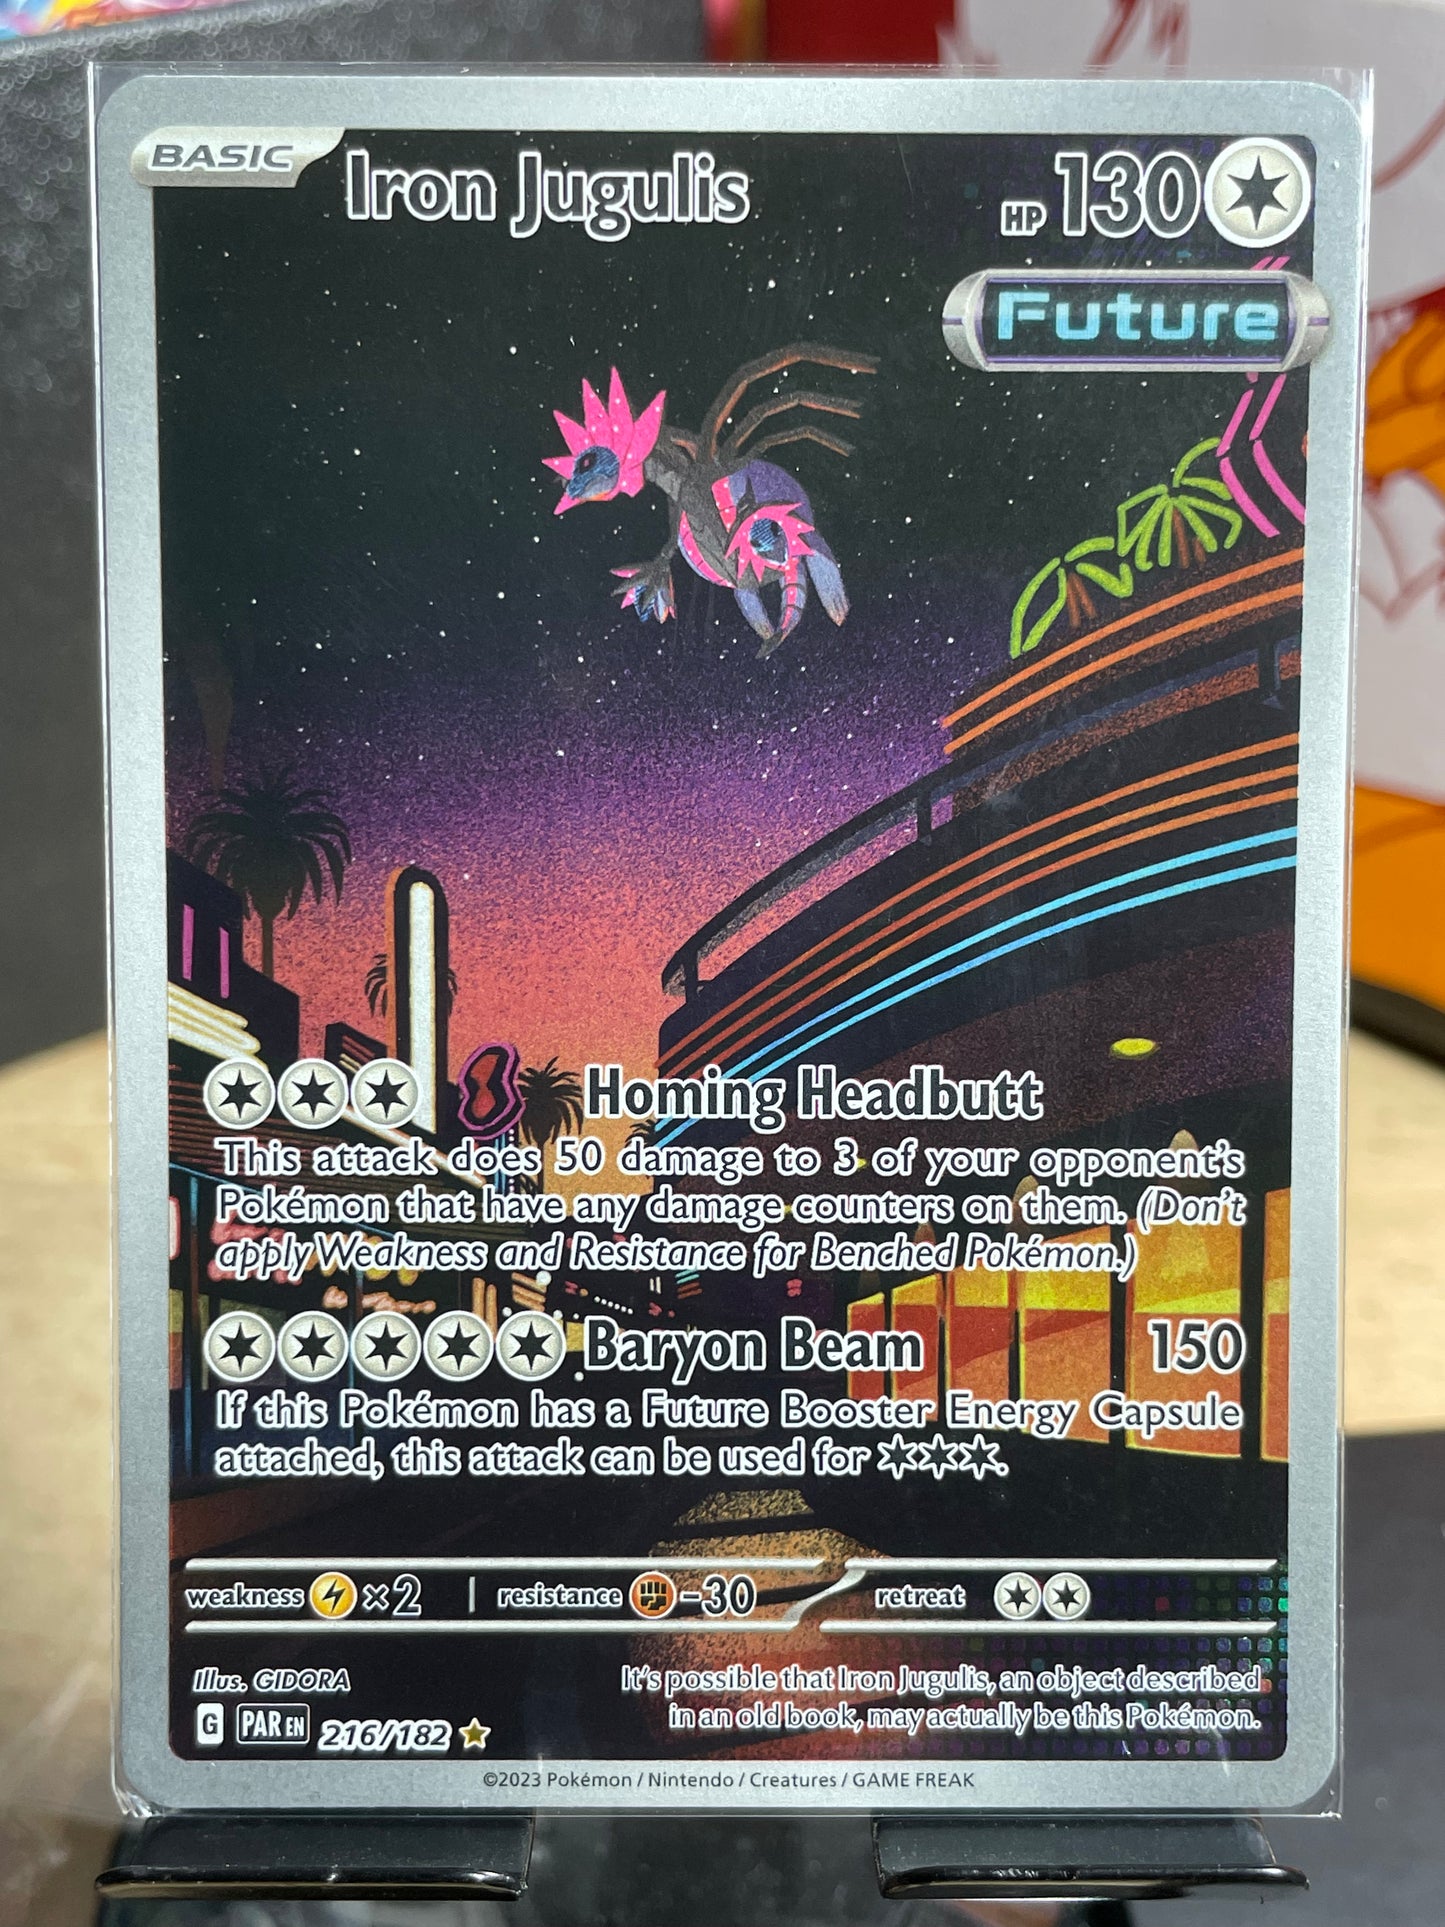 BASIC
Iron Jugulis
HP 130
Future
Homing Headbutt
This attack does 50 damage to 3 of your opponent's
Pokémon that have any damage counters on them. (Don't
apply Weakness and Resistance for Benched Pokémon.)
Baryon Beam 150
If this Pokémon has a Future Booster Energy Capsule
attached, this attack can be used for
weakness ×2 resistance -30 retreat
Illus. GIDORA
It's possible that Iron Jugulis, an object described
in an old book, may actually be this Pokémon.
G PAR EN 216/182
©2023 Pokémon / Nintendo / Creatures / GAME FREAK